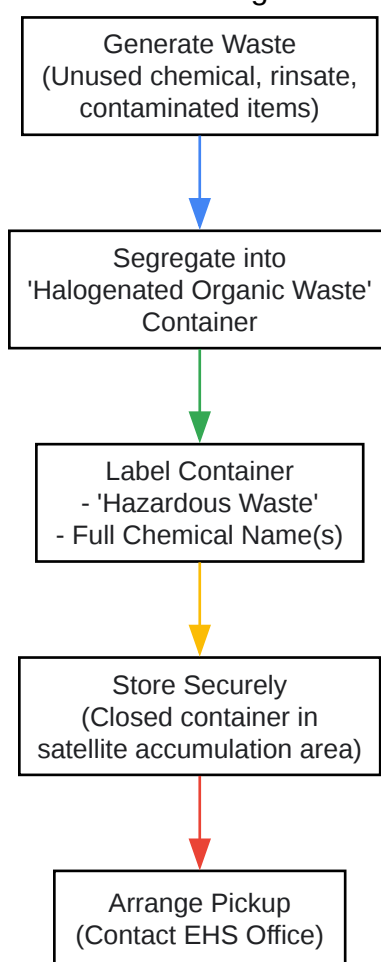 Generate Waste
(Unused chemical, rinsate,
contaminated items)
Segregate into
'Halogenated Organic Waste'
Container
Label Container
- 'Hazardous Waste'
- Full Chemical Name(s)
Store Securely
(Closed container in
satellite accumulation area)
Arrange Pickup
(Contact EHS Office)